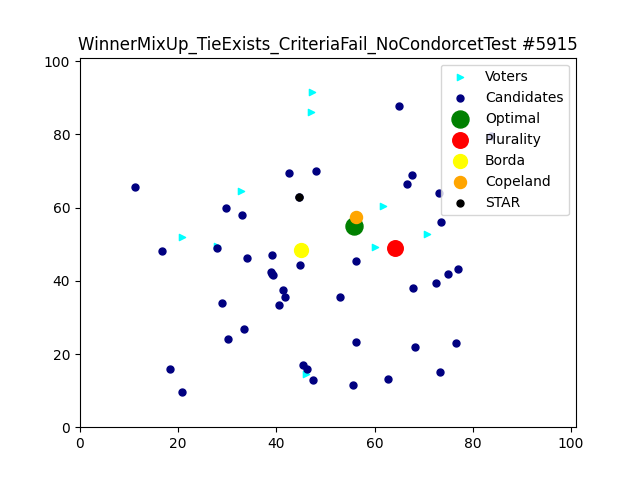 WinnerMixUp_TieExists_CriteriaFail_NoCondorcetTest #5915
100
80
60
40
20
0
0
20
40
60
80
100
Voters
Candidates
Optimal
Plurality
Borda
Copeland
STAR